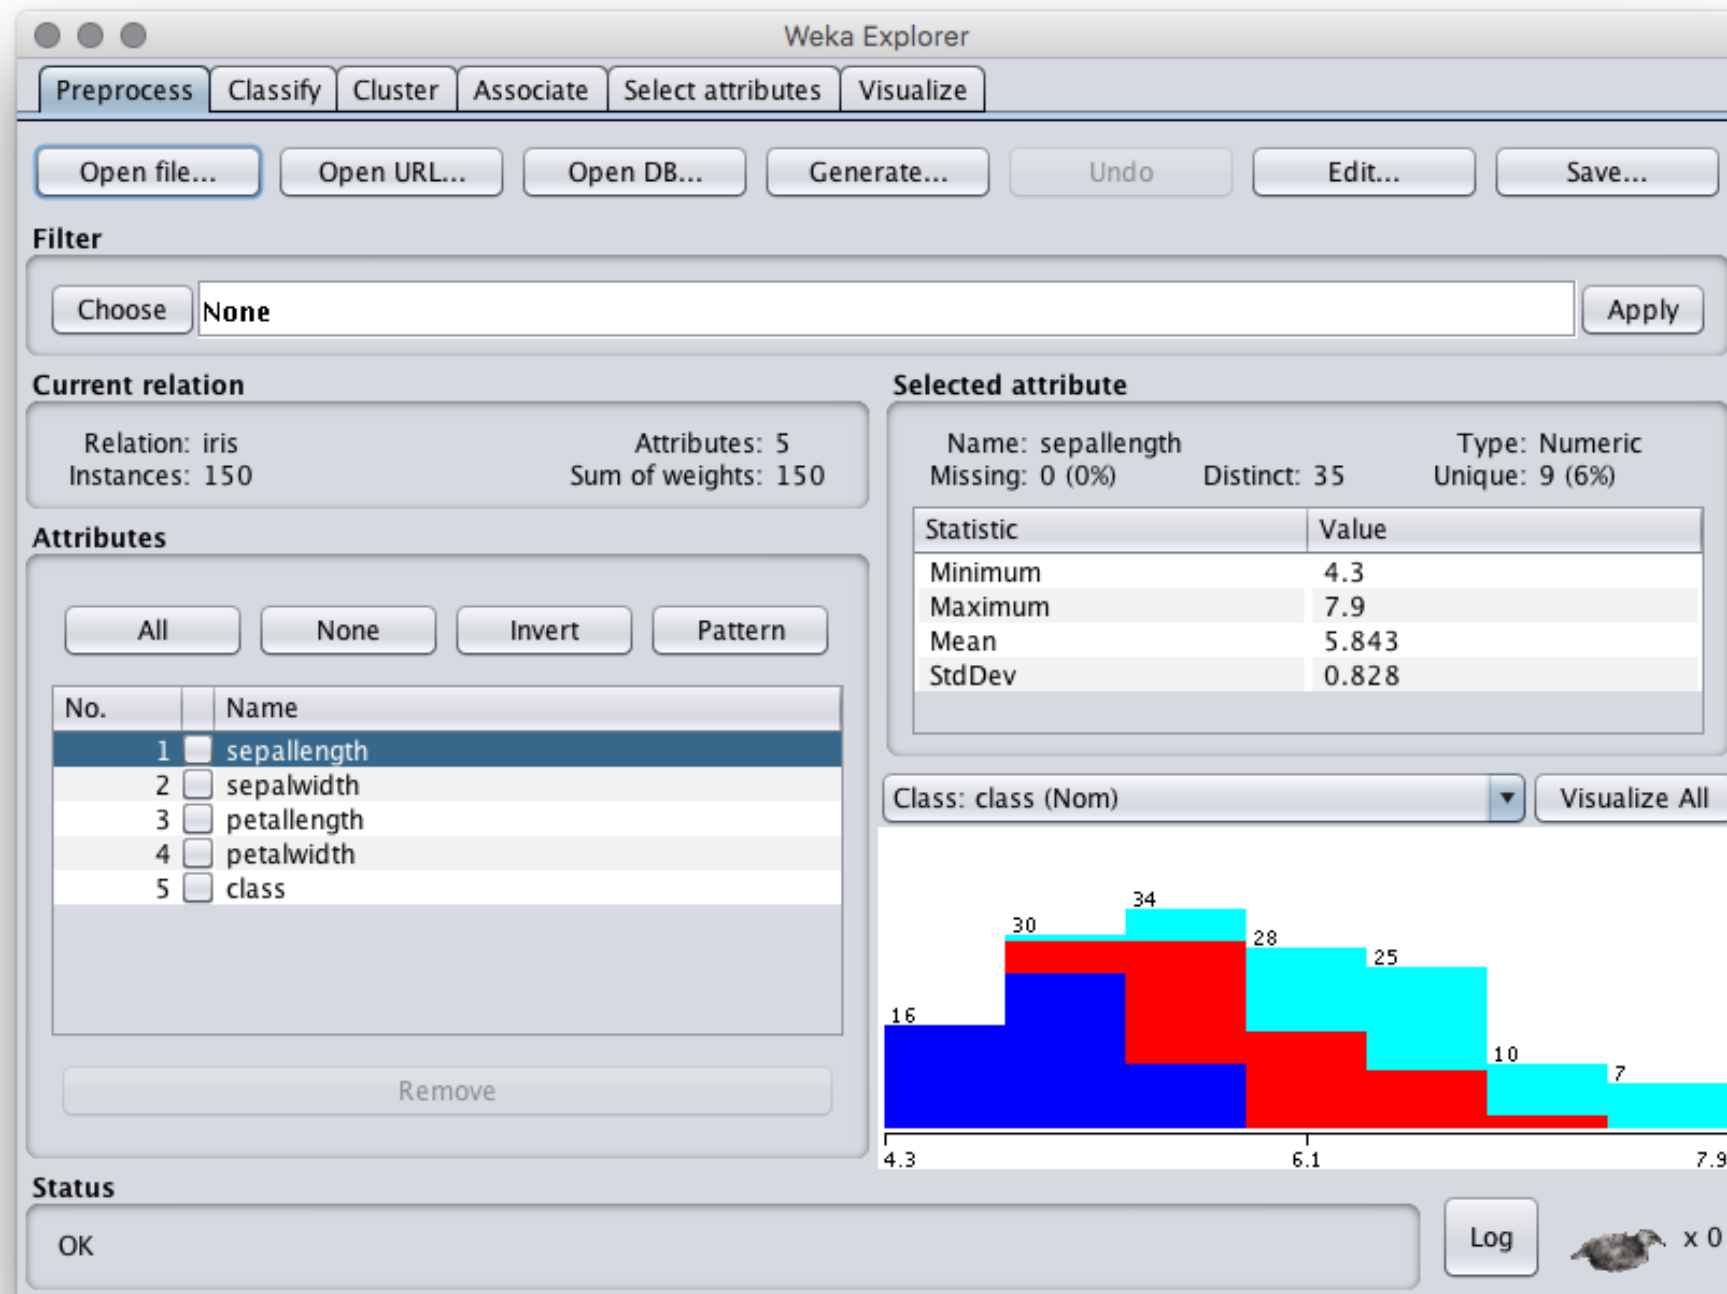 Weka Explorer
Preprocess Classify Cluster Associate Select attributes Visualize
Open file... Open URL... Open DB... Generate... Undo Edit... Save...
Filter
Choose None Apply
Current relation
Relation: iris Attributes: 5
Instances: 150 Sum of weights: 150
Attributes
All None Invert Pattern
No. Name
1 sepallength
2 sepalwidth
3 petallength
4 petalwidth
5 class
Remove
Selected attribute
Name: sepallength Type: Numeric
Missing: 0 (0%) Distinct: 35 Unique: 9 (6%)
Statistic Value
Minimum 4.3
Maximum 7.9
Mean 5.843
StdDev 0.828
Class: class (Nom) Visualize All
16 30 34 28 25 10 7
4.3 6.1 7.9
Status
OK Log x 0